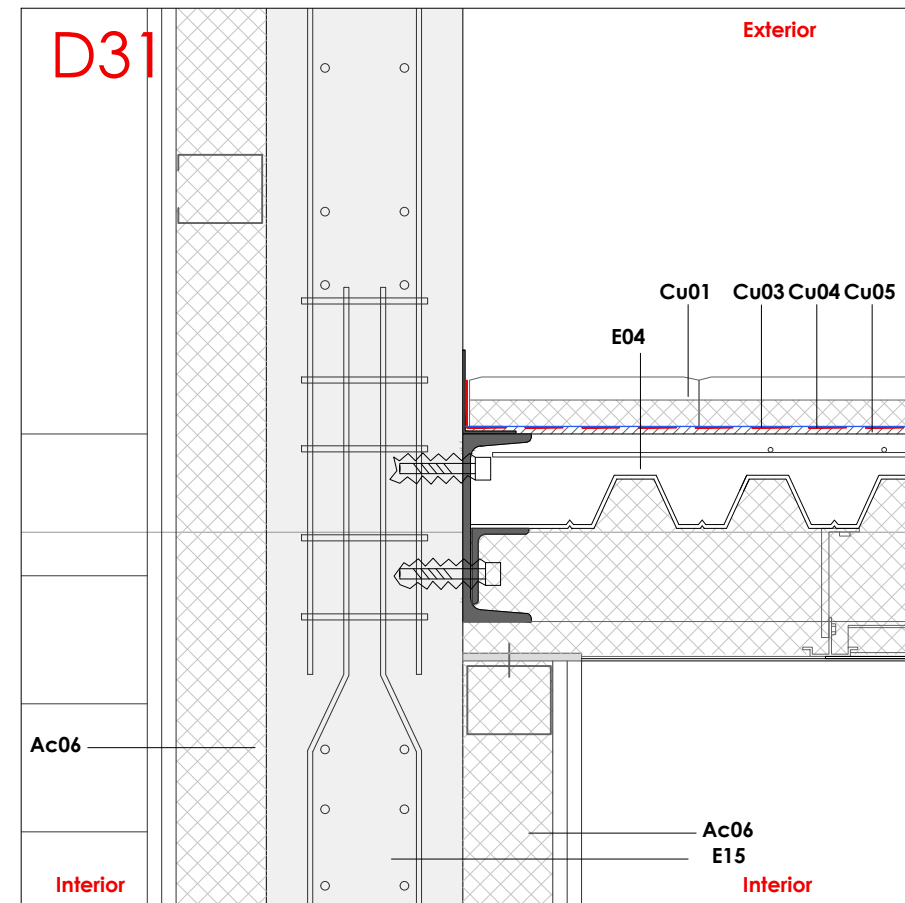 D31
Exterior
Cu01 Cu03 Cu04 Cu05
E04
Ac06
Ac06
E15
Interior
Interior